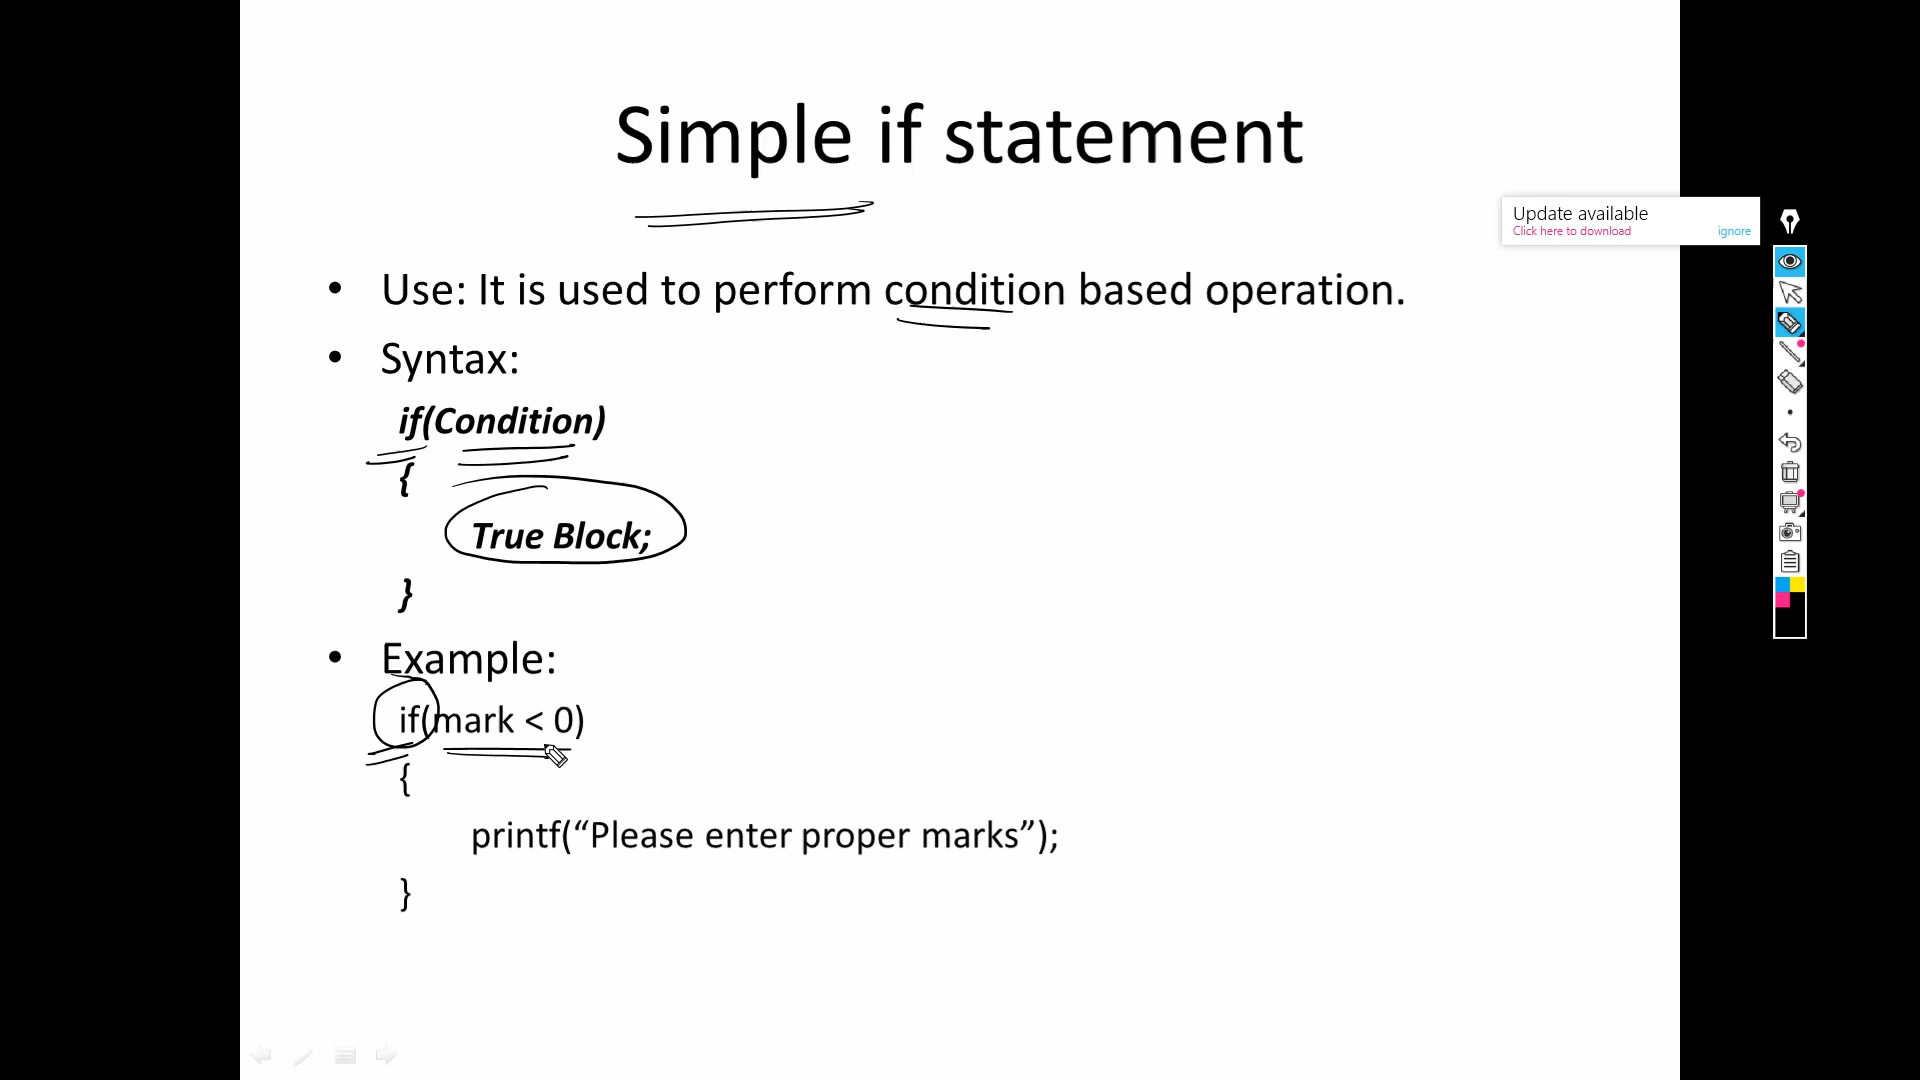 Simple if statement
Update available
Click here to download
ignore
• Use: It is used to perform condition based operation.
• Syntax:
if(Condition)
{
True Block;
}
• Example:
if(mark < 0)
{
printf(“Please enter proper marks”);
}